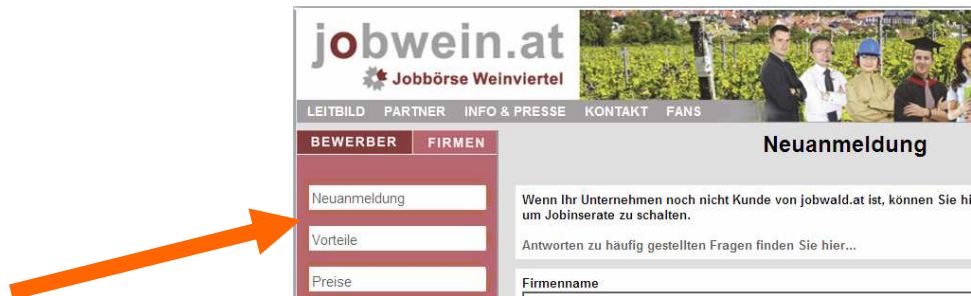 jobwein.at
Jobbörse Weinviertel
LEITBILD PARTNER INFO & PRESSE KONTAKT FANS
BEWERBER FIRMEN
Neuanmeldung
Vorteile
Preise
Neuanmeldung
Wenn Ihr Unternehmen noch nicht Kunde von jobwald.at ist, können Sie
um Jobinserate zu schalten.
Antworten zu häufig gestellten Fragen finden Sie hier...
Firmenname